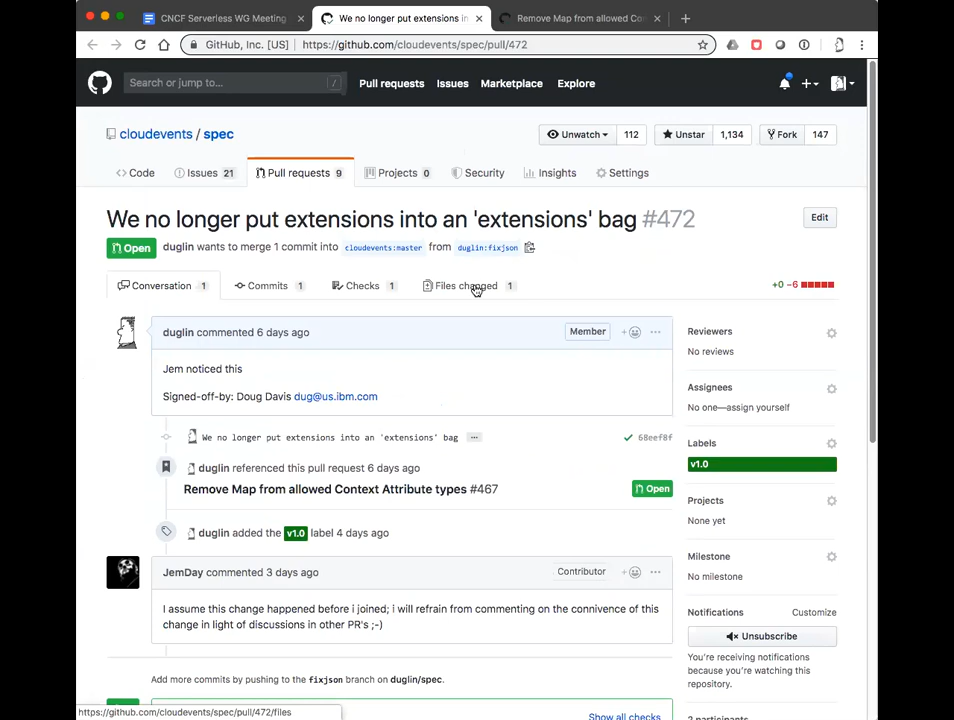 CNCF Serverless WG Meeting
We no longer put extensions in
Remove Map from allowed Co
GitHub, Inc. [US] https://github.com/cloudevents/spec/pull/472
Search or jump to... /
Pull requests Issues Marketplace Explore
cloudevents / spec
Unwatch 112 Unstar 1,134 Fork 147
Code Issues 21 Pull requests 9 Projects 0 Security Insights Settings
We no longer put extensions into an 'extensions' bag #472
Edit
Open duglin wants to merge 1 commit into cloudevents:master from duglin:fixjson
Conversation 1 Commits 1 Checks 1 Files changed 1 +0 −6
duglin commented 6 days ago Member
Jem noticed this
Signed-off-by: Doug Davis dug@us.ibm.com
We no longer put extensions into an 'extensions' bag ... 68eef8f
duglin referenced this pull request 6 days ago
Remove Map from allowed Context Attribute types #467 Open
duglin added the v1.0 label 4 days ago
JemDay commented 3 days ago Contributor
I assume this change happened before i joined; i will refrain from commenting on the connivence of this
change in light of discussions in other PR's ;-)
Add more commits by pushing to the fixjson branch on duglin/spec.
Show all checks
Reviewers
No reviews
Assignees
No one—assign yourself
Labels
v1.0
Projects
None yet
Milestone
No milestone
Notifications Customize
Unsubscribe
You're receiving notifications
because you're watching this
repository.
2 participants
https://github.com/cloudevents/spec/pull/472/files